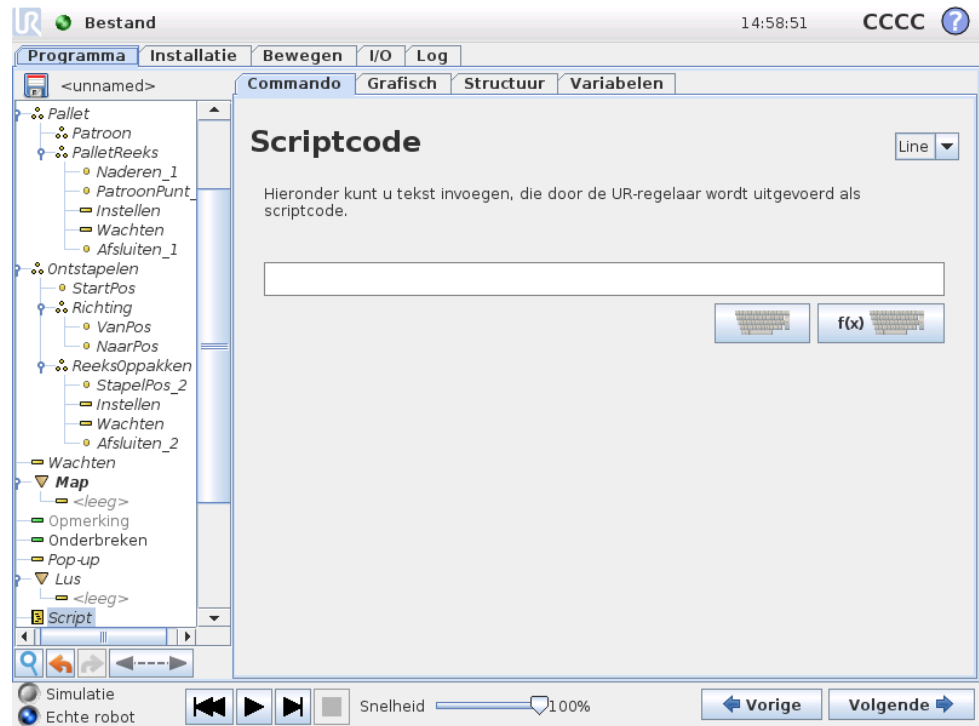 UR Bestand 14:58:51 CCCC ?
Programma Installatie Bewegen I/O Log
<unnamed> Commando Grafisch Structuur Variabelen
Pallet
Patroon
PalletReeks
Naderen_1
PatroonPunt_
Instellen
Wachten
Afsluiten_1
Ontstapelen
StartPos
Richting
VanPos
NaarPos
ReeksOppakken
StapelPos_2
Instellen
Wachten
Afsluiten_2
Wachten
Map
<leeg>
Opmerking
Onderbreken
Pop-up
Lus
<leeg>
Script
Scriptcode
Line
Hieronder kunt u tekst invoegen, die door de UR-regelaar wordt uitgevoerd als
scriptcode.
f(x)
Simulatie
Echte robot
Snelheid 100%
Vorige Volgende